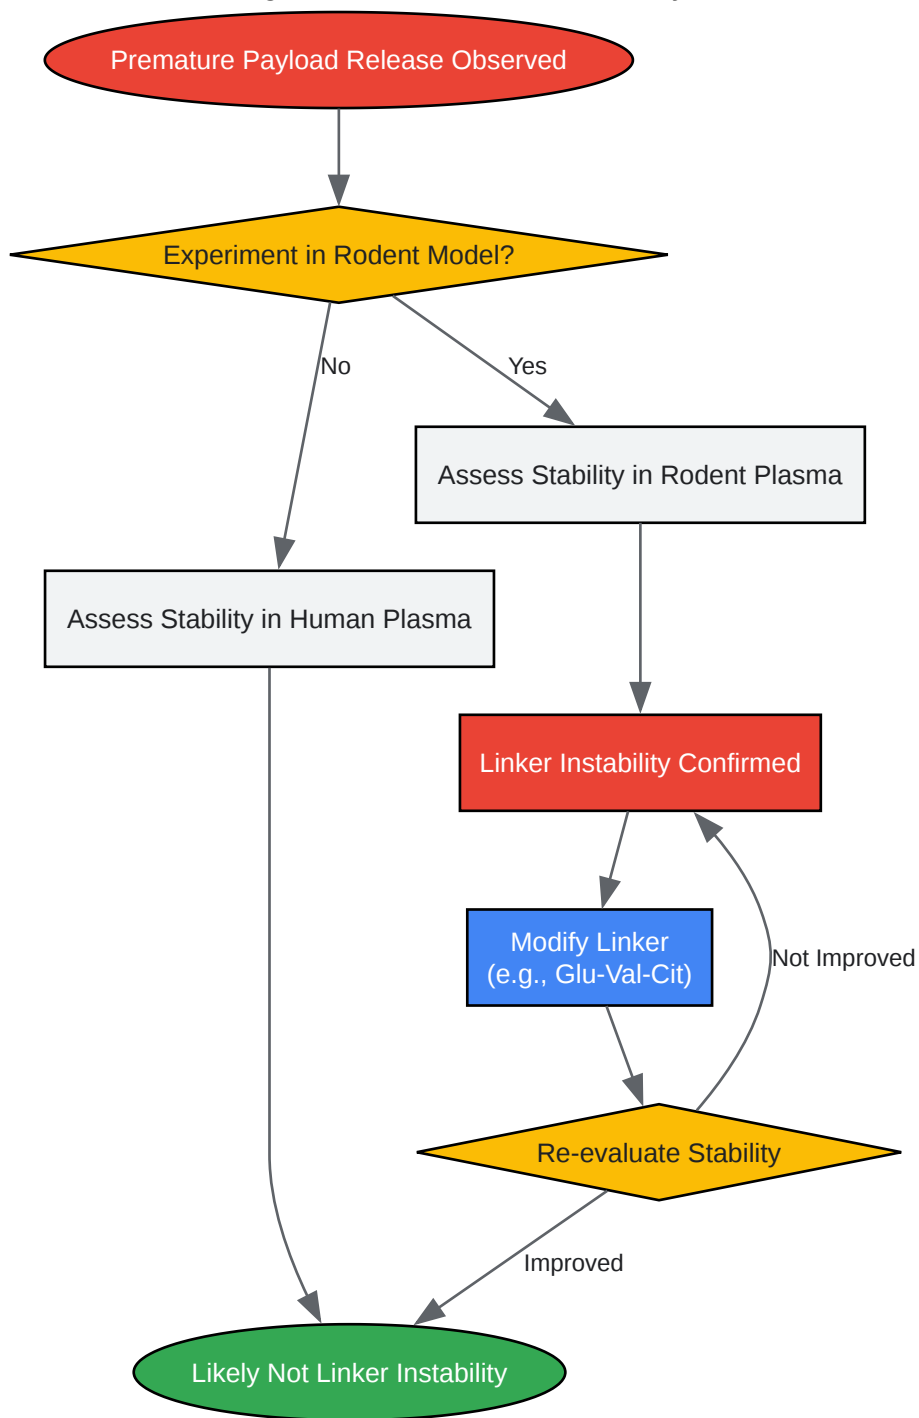 Premature Payload Release Observed
Experiment in Rodent Model?
No
Yes
Assess Stability in Rodent Plasma
Assess Stability in Human Plasma
Linker Instability Confirmed
Modify Linker
(e.g., Glu-Val-Cit)
Not Improved
Re-evaluate Stability
Improved
Likely Not Linker Instability